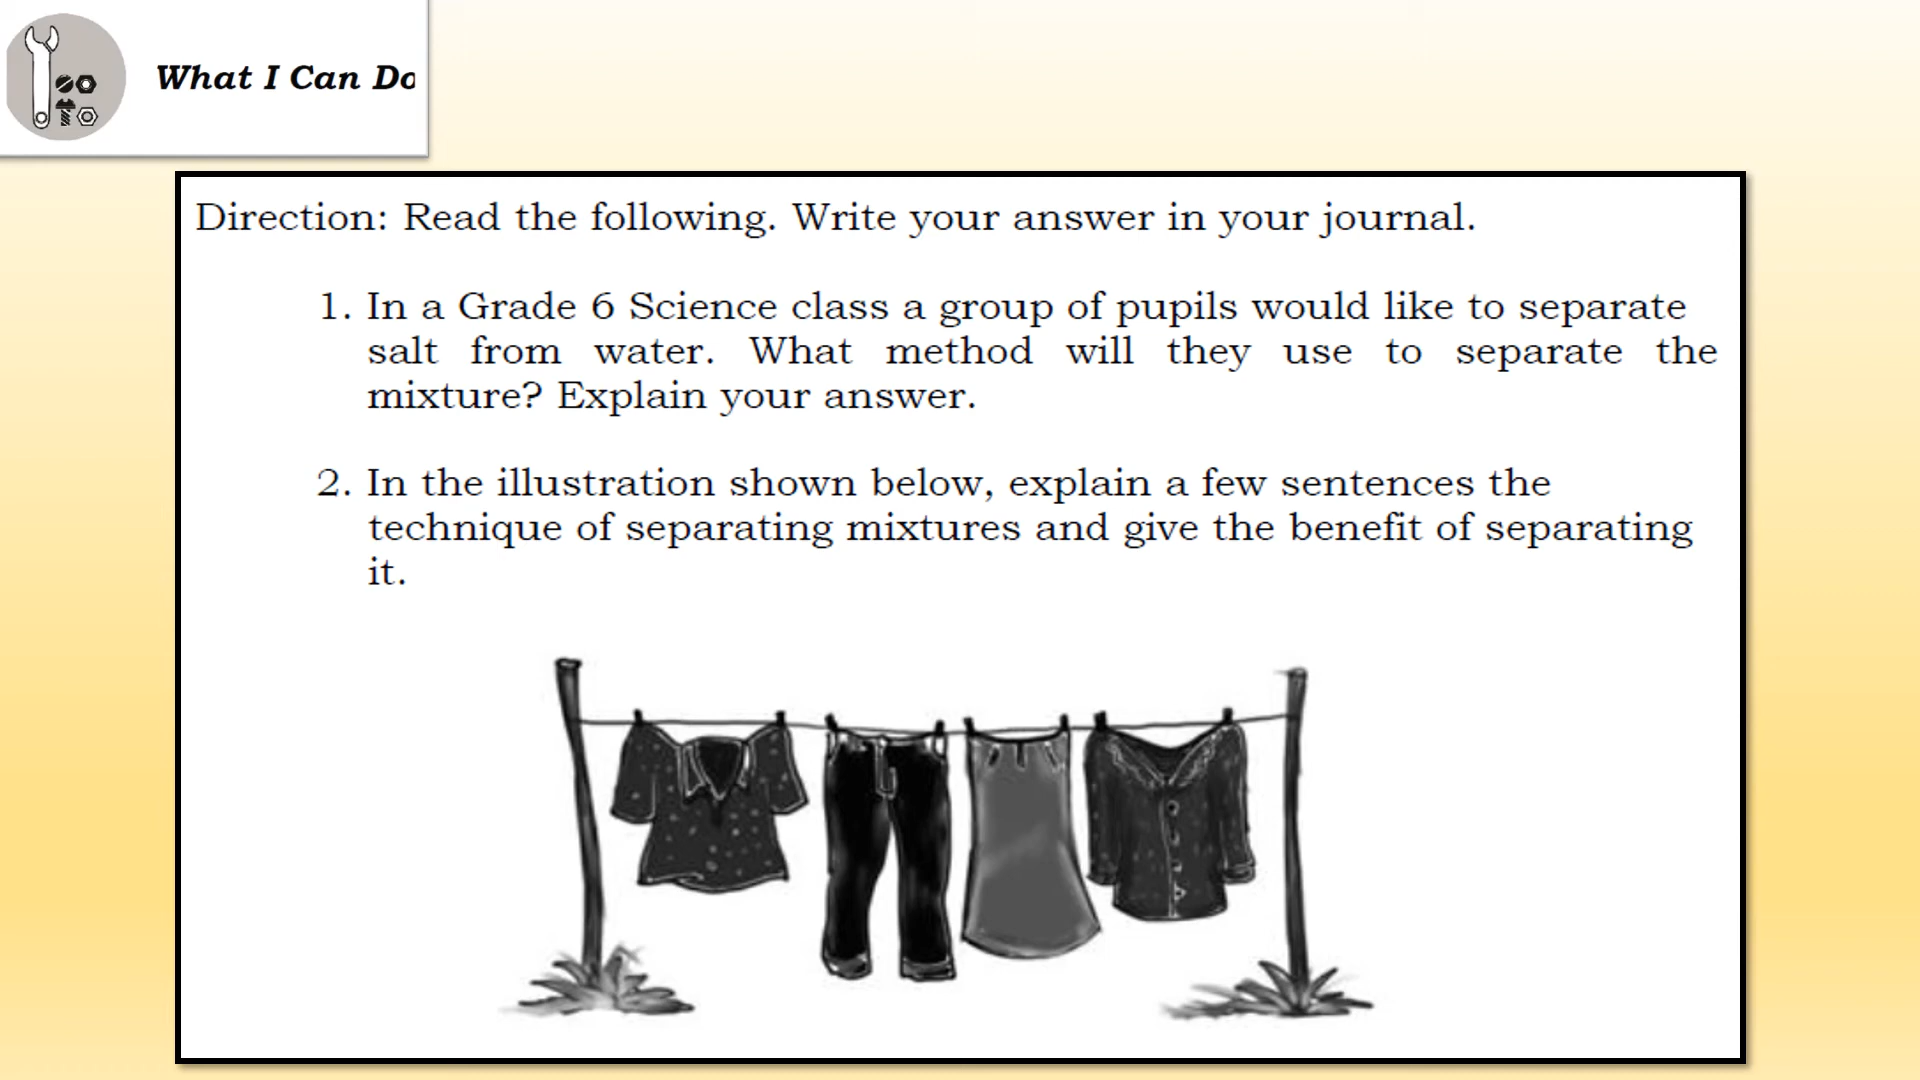 What I Can Do
Direction: Read the following. Write your answer in your journal.
1. In a Grade 6 Science class a group of pupils would like to separate
salt from water. What method will they use to separate the
mixture? Explain your answer.
2. In the illustration shown below, explain a few sentences the
technique of separating mixtures and give the benefit of separating
it.